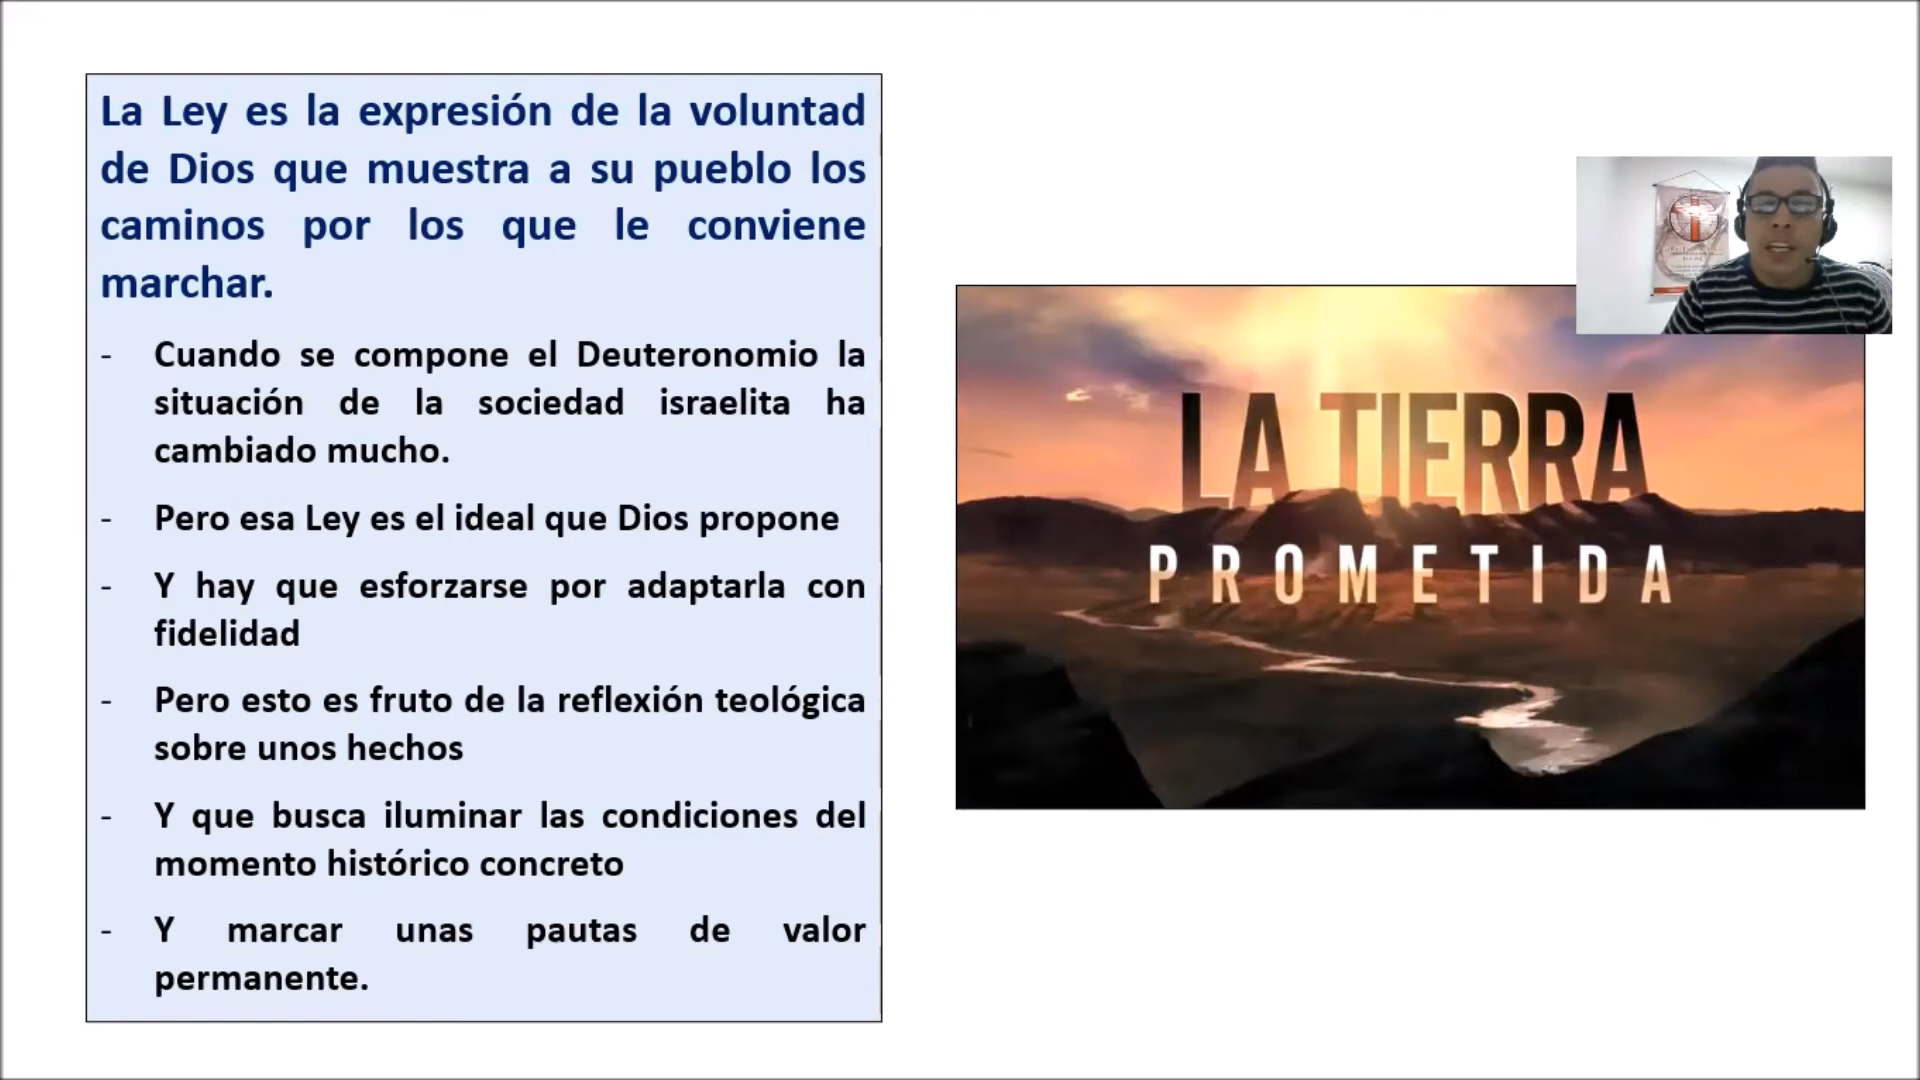 La Ley es la expresión de la voluntad
de Dios que muestra a su pueblo los
caminos por los que le conviene
marchar.
- Cuando se compone el Deuteronomio la
situación de la sociedad israelita ha
cambiado mucho.
- Pero esa Ley es el ideal que Dios propone
- Y hay que esforzarse por adaptarla con
fidelidad
- Pero esto es fruto de la reflexión teológica
sobre unos hechos
- Y que busca iluminar las condiciones del
momento histórico concreto
- Y marcar unas pautas de valor
permanente.
LA TIERRA
PROMETIDA